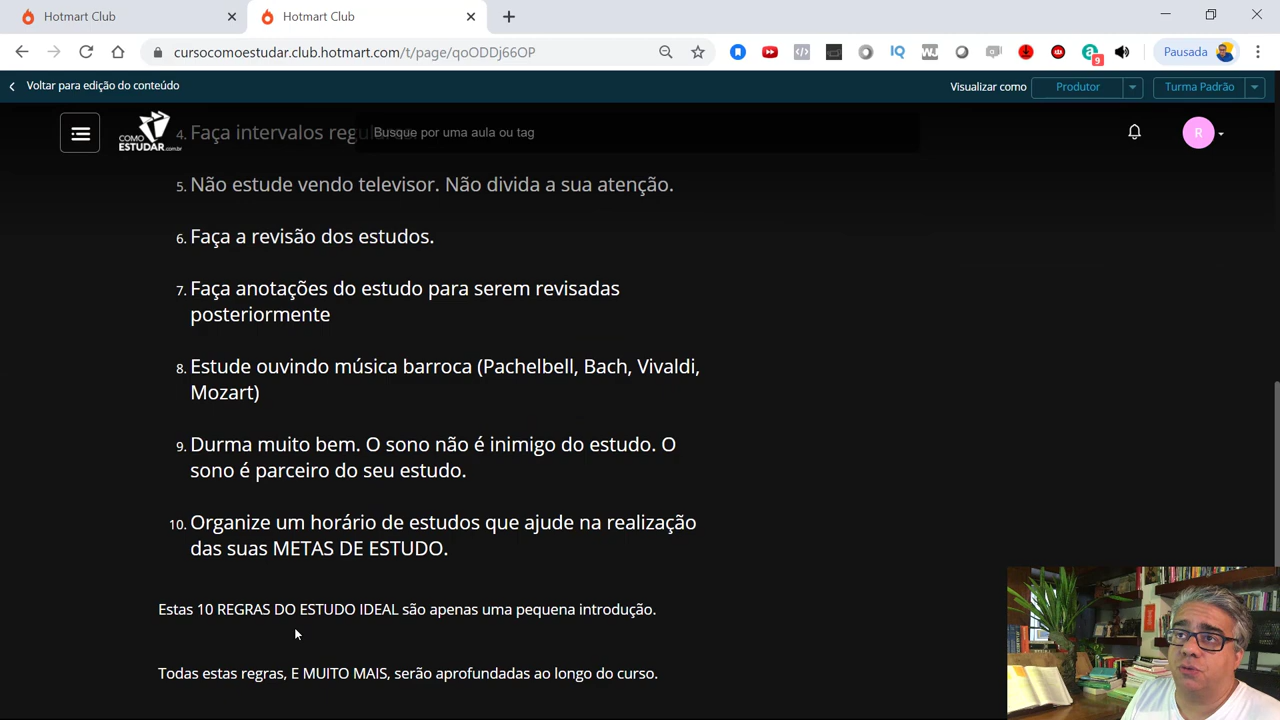 Hotmart Club
Hotmart Club
cursocomoestudar.club.hotmart.com/t/page/qoODDj66OP
IQ
WJ
a
9
Pausada
Voltar para edição do conteúdo
Visualizar como
Produtor
Turma Padrão
COMO
ESTUDAR.com.br
4. Faça intervalos
Busque por uma aula ou tag
R
5. Não estude vendo televisor. Não divida a sua atenção.
6. Faça a revisão dos estudos.
7. Faça anotações do estudo para serem revisadas
posteriormente
8. Estude ouvindo música barroca (Pachelbell, Bach, Vivaldi,
Mozart)
9. Durma muito bem. O sono não é inimigo do estudo. O
sono é parceiro do seu estudo.
10. Organize um horário de estudos que ajude na realização
das suas METAS DE ESTUDO.
Estas 10 REGRAS DO ESTUDO IDEAL são apenas uma pequena introdução.
Todas estas regras, E MUITO MAIS, serão aprofundadas ao longo do curso.